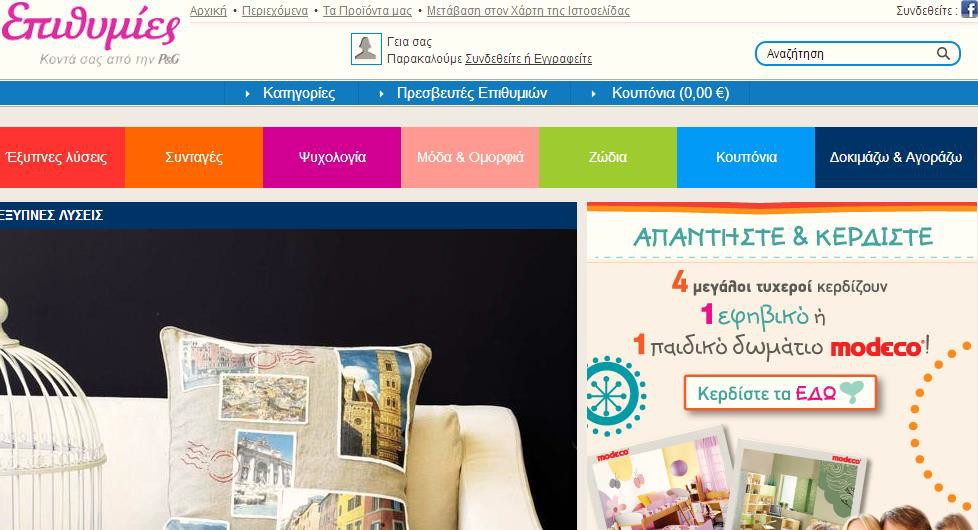 Επιθυμίες
Κοντά σας από την P&G
Αρχική • Περιεχόμενα • Τα Προϊόντα μας • Μετάβαση στον Χάρτη της Ιστοσελίδας
Συνδεθείτε :
Γεια σας
Παρακαλούμε Συνδεθείτε ή Εγγραφείτε
Αναζήτηση
Κατηγορίες
Πρεσβευτές Επιθυμιών
Κουπόνια (0,00 €)
Έξυπνες λύσεις
Συνταγές
Ψυχολογία
Μόδα & Ομορφιά
Ζώδια
Κουπόνια
Δοκιμάζω & Αγοράζω
ΕΞΥΠΝΕΣ ΛΥΣΕΙΣ
ΑΠΑΝΤΗΣΤΕ & ΚΕΡΔΙΣΤΕ
4 μεγάλοι τυχεροί κερδίζουν
1 εφηβικό ή
1 παιδικό δωμάτιο modeco!
Κερδίστε τα ΕΔΩ
modeco
modeco